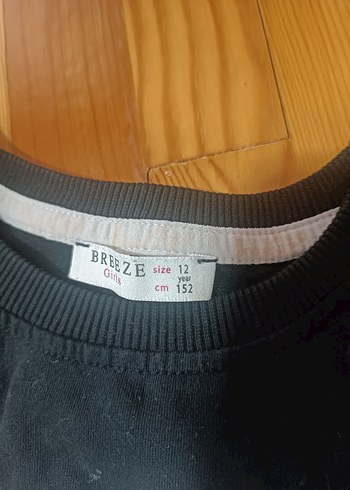 BREEZE
Girls
size 12
year
cm 152